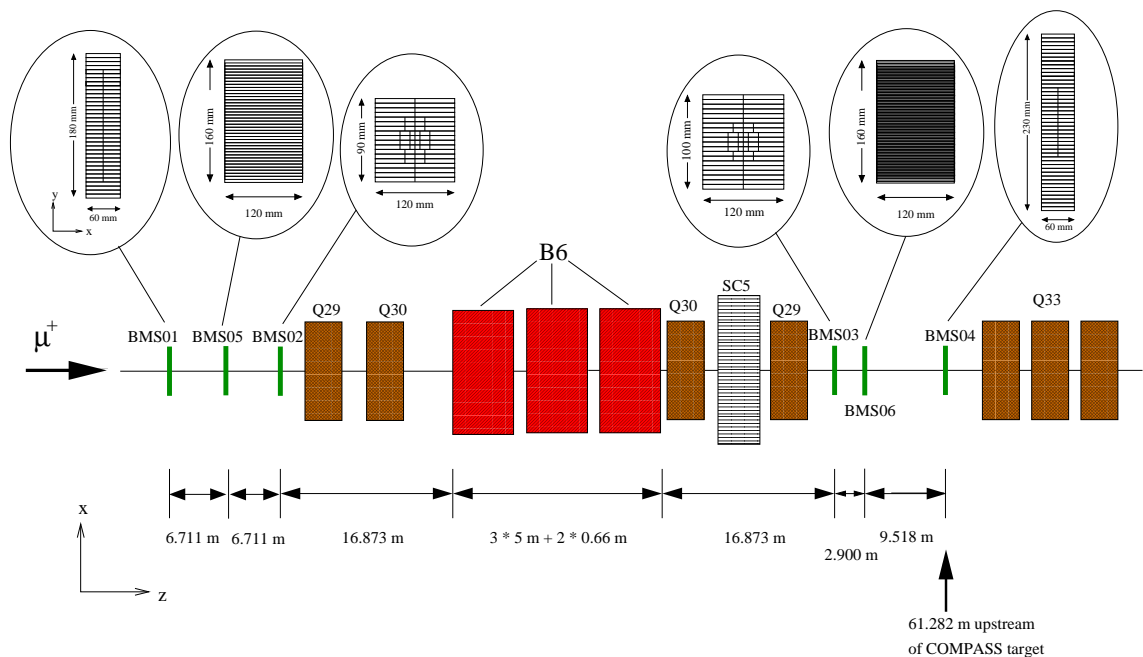 180 mm
60 mm
y
x
160 mm
120 mm
90 mm
120 mm
100 mm
120 mm
160 mm
120 mm
230 mm
60 mm
B6
SC5
Q29
Q30
Q30
Q29
Q33
μ+
BMS01
BMS05
BMS02
BMS03
BMS04
BMS06
x
z
6.711 m
6.711 m
16.873 m
3 * 5 m + 2 * 0.66 m
16.873 m
2.900 m
9.518 m
61.282 m upstream
of COMPASS target